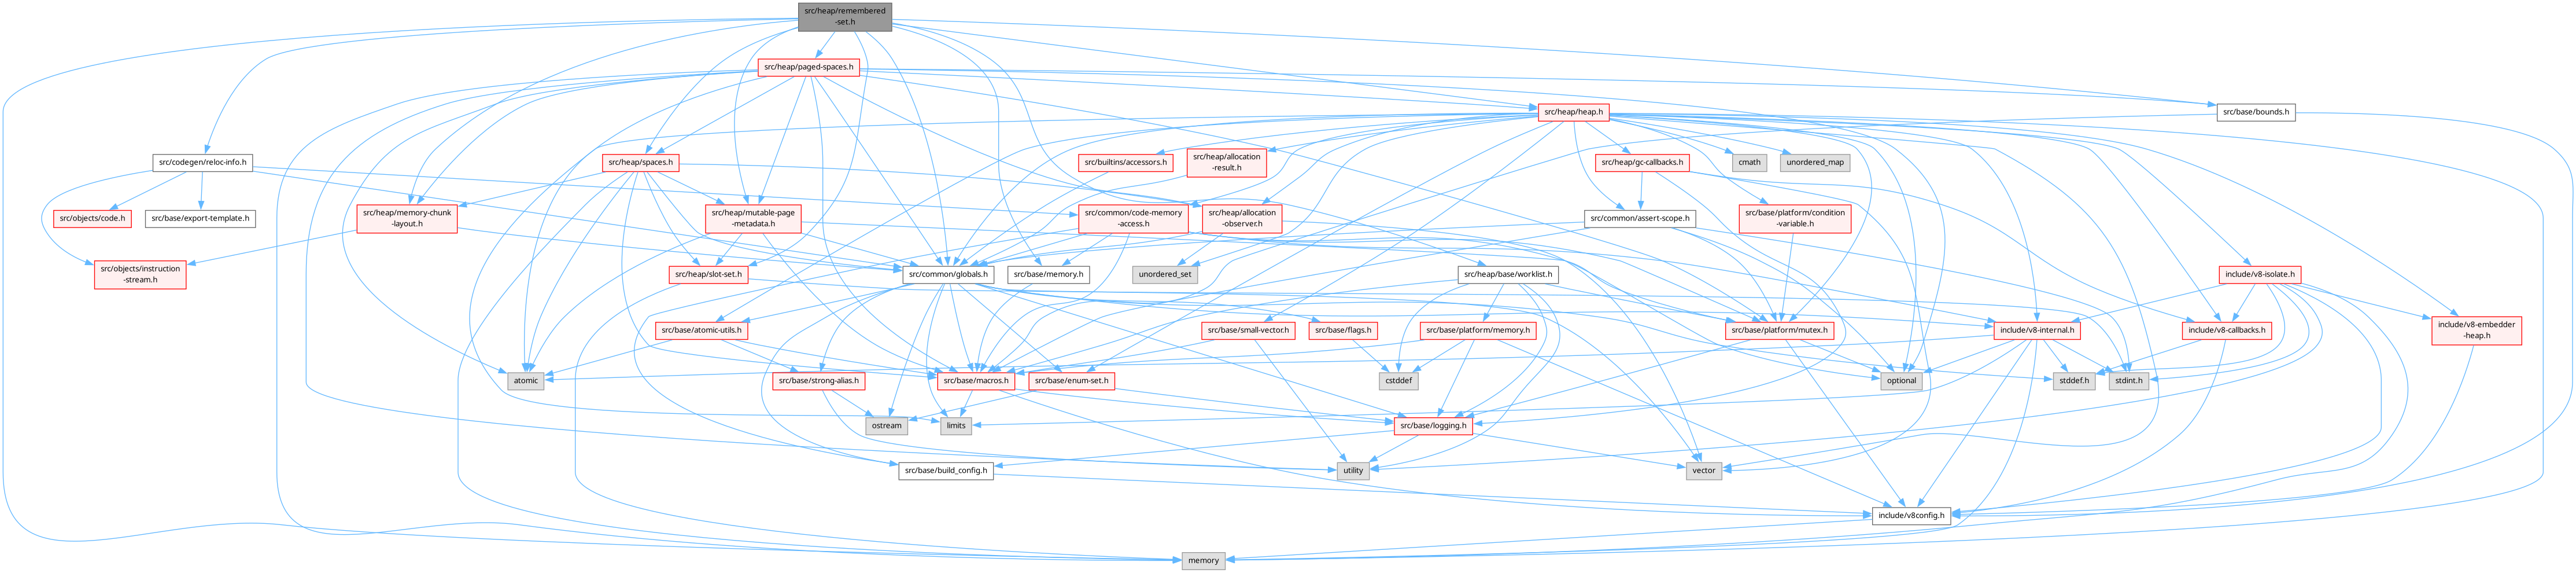 src/heap/remembered
-set.h
src/heap/paged-spaces.h
src/heap/heap.h
src/base/bounds.h
src/codegen/reloc-info.h
src/heap/spaces.h
src/builtins/accessors.h
src/heap/allocation
-result.h
src/heap/gc-callbacks.h
cmath
unordered_map
src/objects/code.h
src/base/export-template.h
src/heap/memory-chunk
-layout.h
src/heap/mutable-page
-metadata.h
src/common/code-memory
-access.h
src/heap/allocation
-observer.h
src/common/assert-scope.h
src/base/platform/condition
-variable.h
src/objects/instruction
-stream.h
src/heap/slot-set.h
src/common/globals.h
src/base/memory.h
unordered_set
src/heap/base/worklist.h
include/v8-isolate.h
src/base/atomic-utils.h
src/base/small-vector.h
src/base/flags.h
src/base/platform/memory.h
src/base/platform/mutex.h
include/v8-internal.h
include/v8-callbacks.h
include/v8-embedder
-heap.h
atomic
src/base/strong-alias.h
src/base/macros.h
src/base/enum-set.h
cstddef
optional
stddef.h
stdint.h
ostream
limits
src/base/logging.h
src/base/build_config.h
utility
vector
include/v8config.h
memory